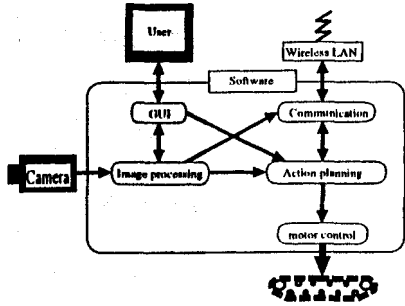 User
Wireless LAN
Software
GUI
Communication
Camera
Image processing
Action planning
motor control